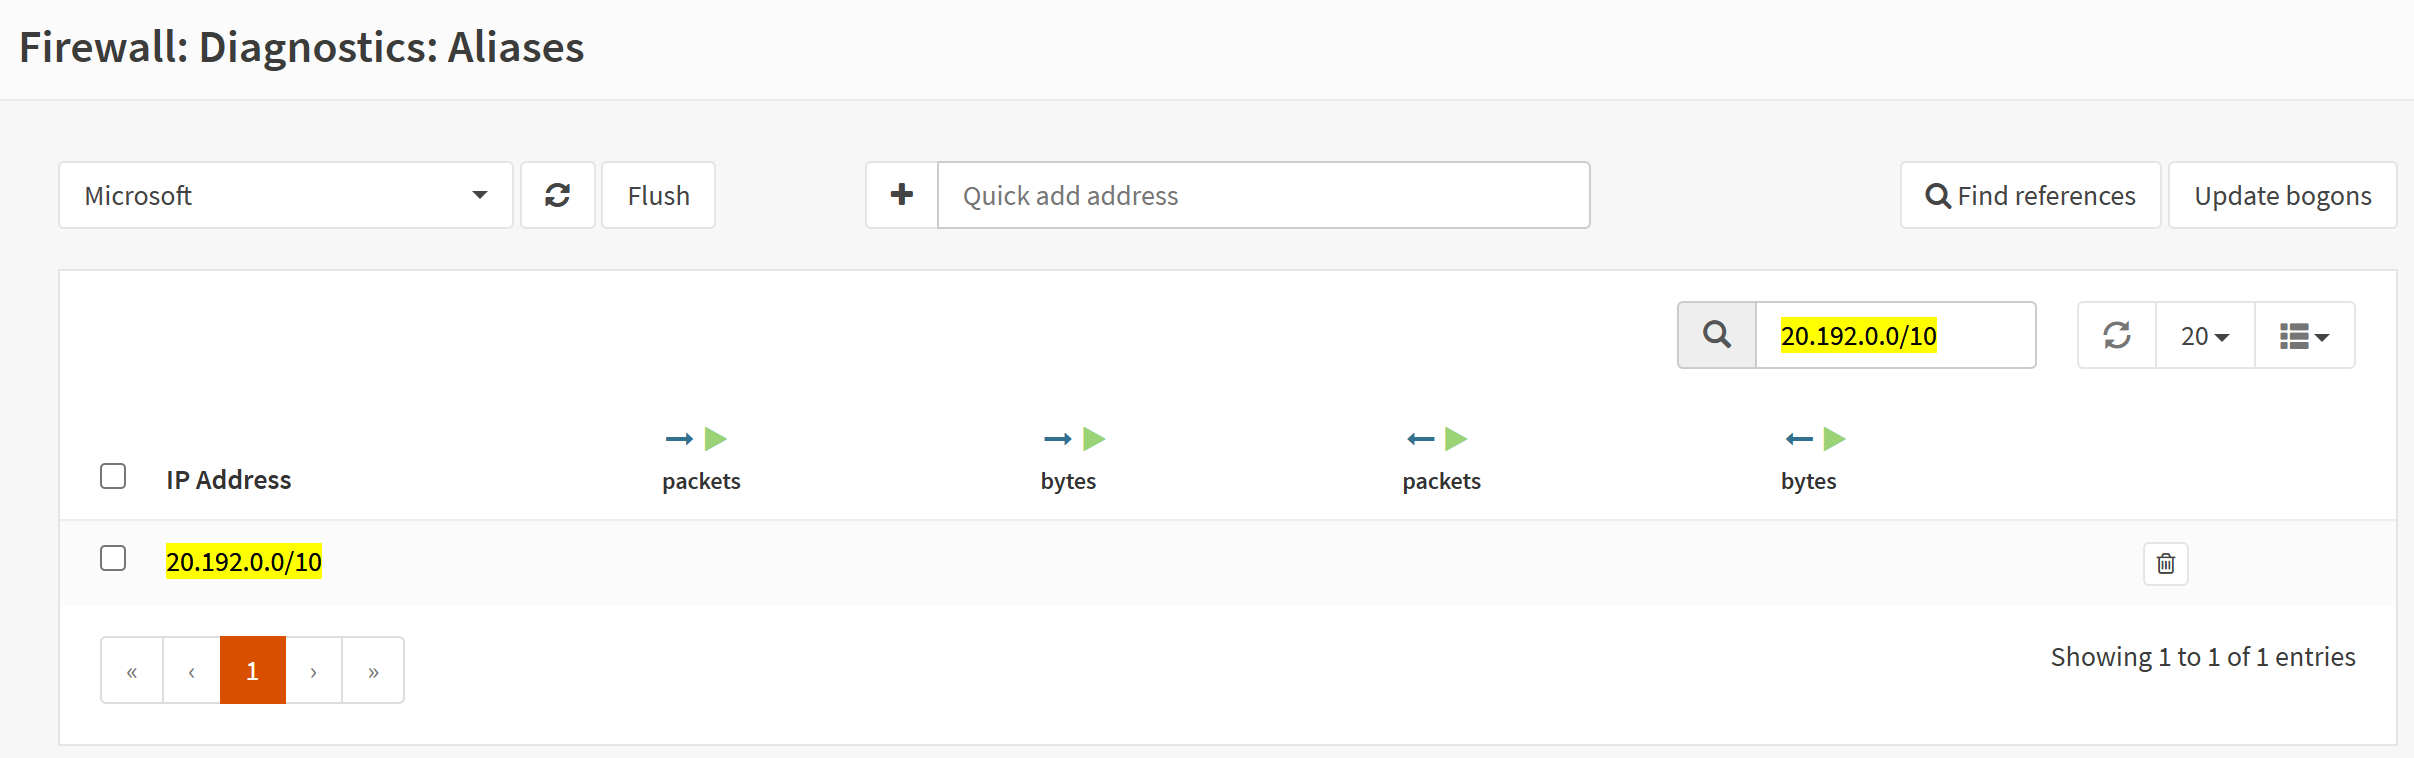 Firewall: Diagnostics: Aliases
Microsoft
Flush
Quick add address
Find references
Update bogons
20.192.0.0/10
20
IP Address
packets
bytes
packets
bytes
20.192.0.0/10
« ‹ 1 › »
Showing 1 to 1 of 1 entries